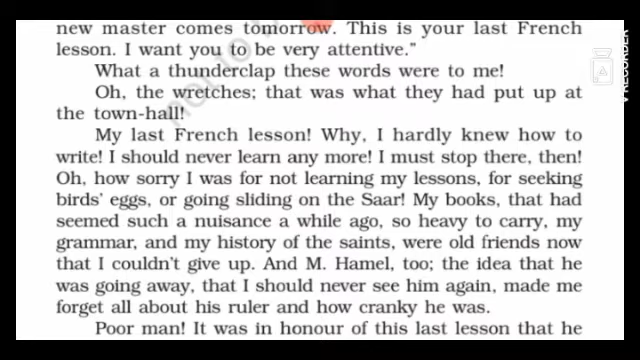 new master comes tomorrow. This is your last French
lesson. I want you to be very attentive."
What a thunderclap these words were to me!
Oh, the wretches; that was what they had put up at
the town-hall!
My last French lesson! Why, I hardly knew how to
write! I should never learn any more! I must stop there, then!
Oh, how sorry I was for not learning my lessons, for seeking
birds' eggs, or going sliding on the Saar! My books, that had
seemed such a nuisance a while ago, so heavy to carry, my
grammar, and my history of the saints, were old friends now
that I couldn't give up. And M. Hamel, too; the idea that he
was going away, that I should never see him again, made me
forget all about his ruler and how cranky he was.
Poor man! It was in honour of this last lesson that he
V RECORDER